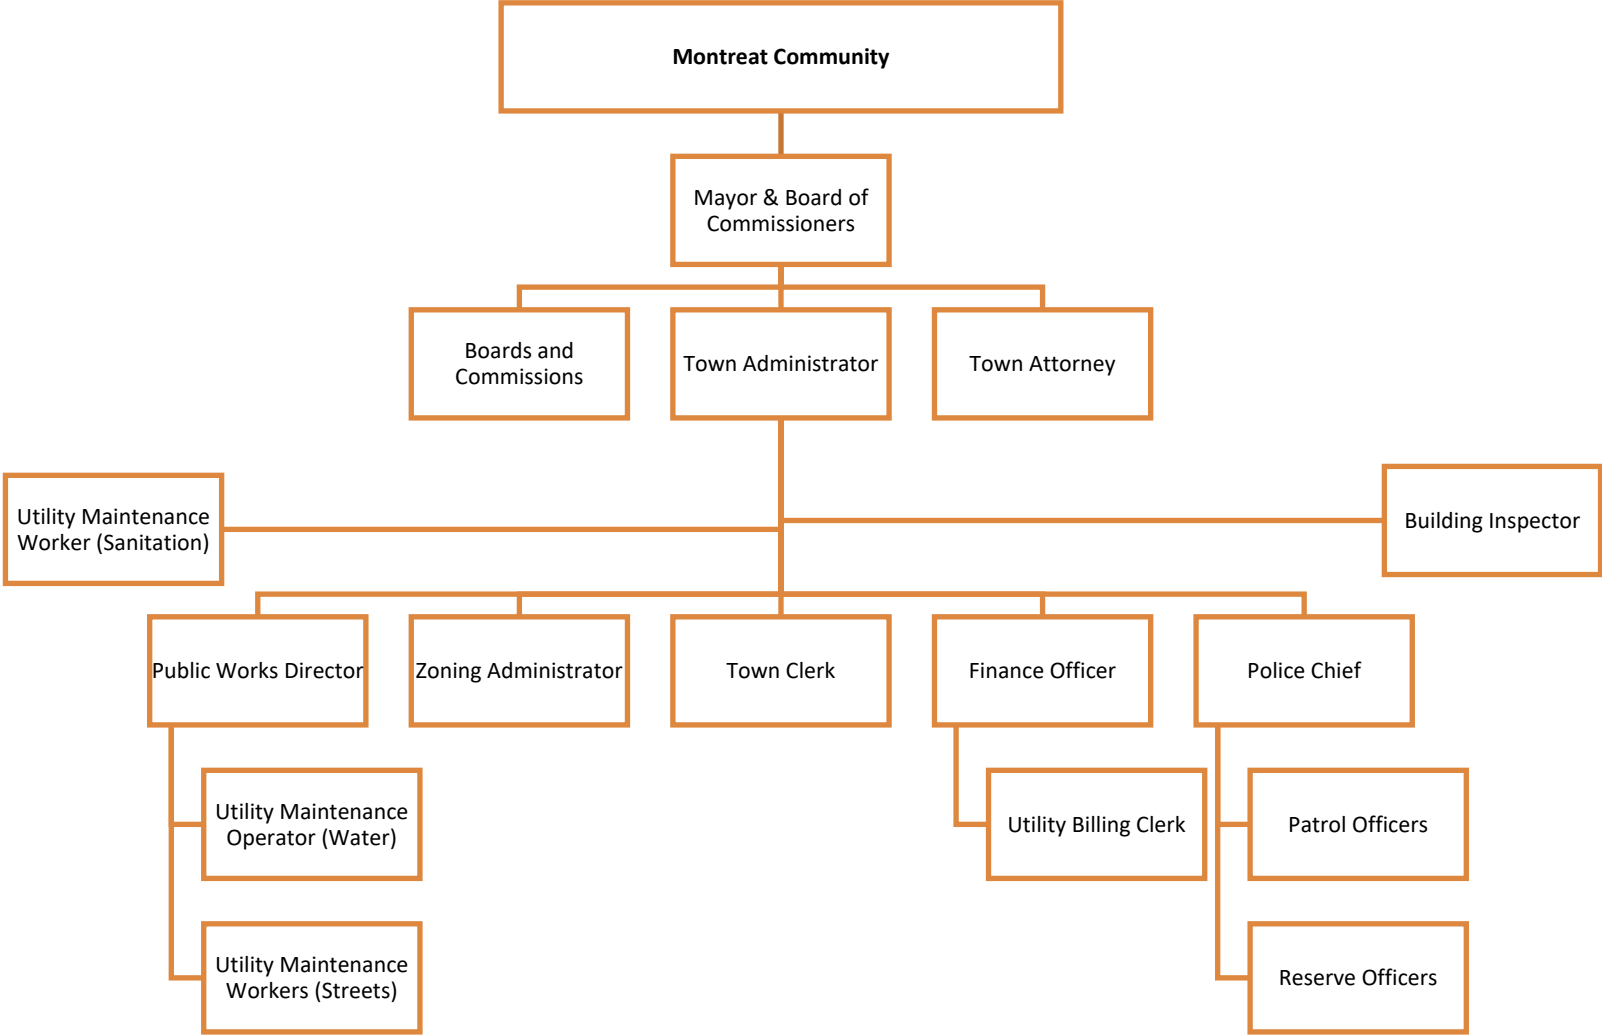 Montreat Community
Mayor & Board of
Commissioners
Boards and
Commissions
Town Administrator
Town Attorney
Utility Maintenance
Worker (Sanitation)
Building Inspector
Public Works Director
Zoning Administrator
Town Clerk
Finance Officer
Police Chief
Utility Maintenance
Operator (Water)
Utility Billing Clerk
Patrol Officers
Utility Maintenance
Workers (Streets)
Reserve Officers